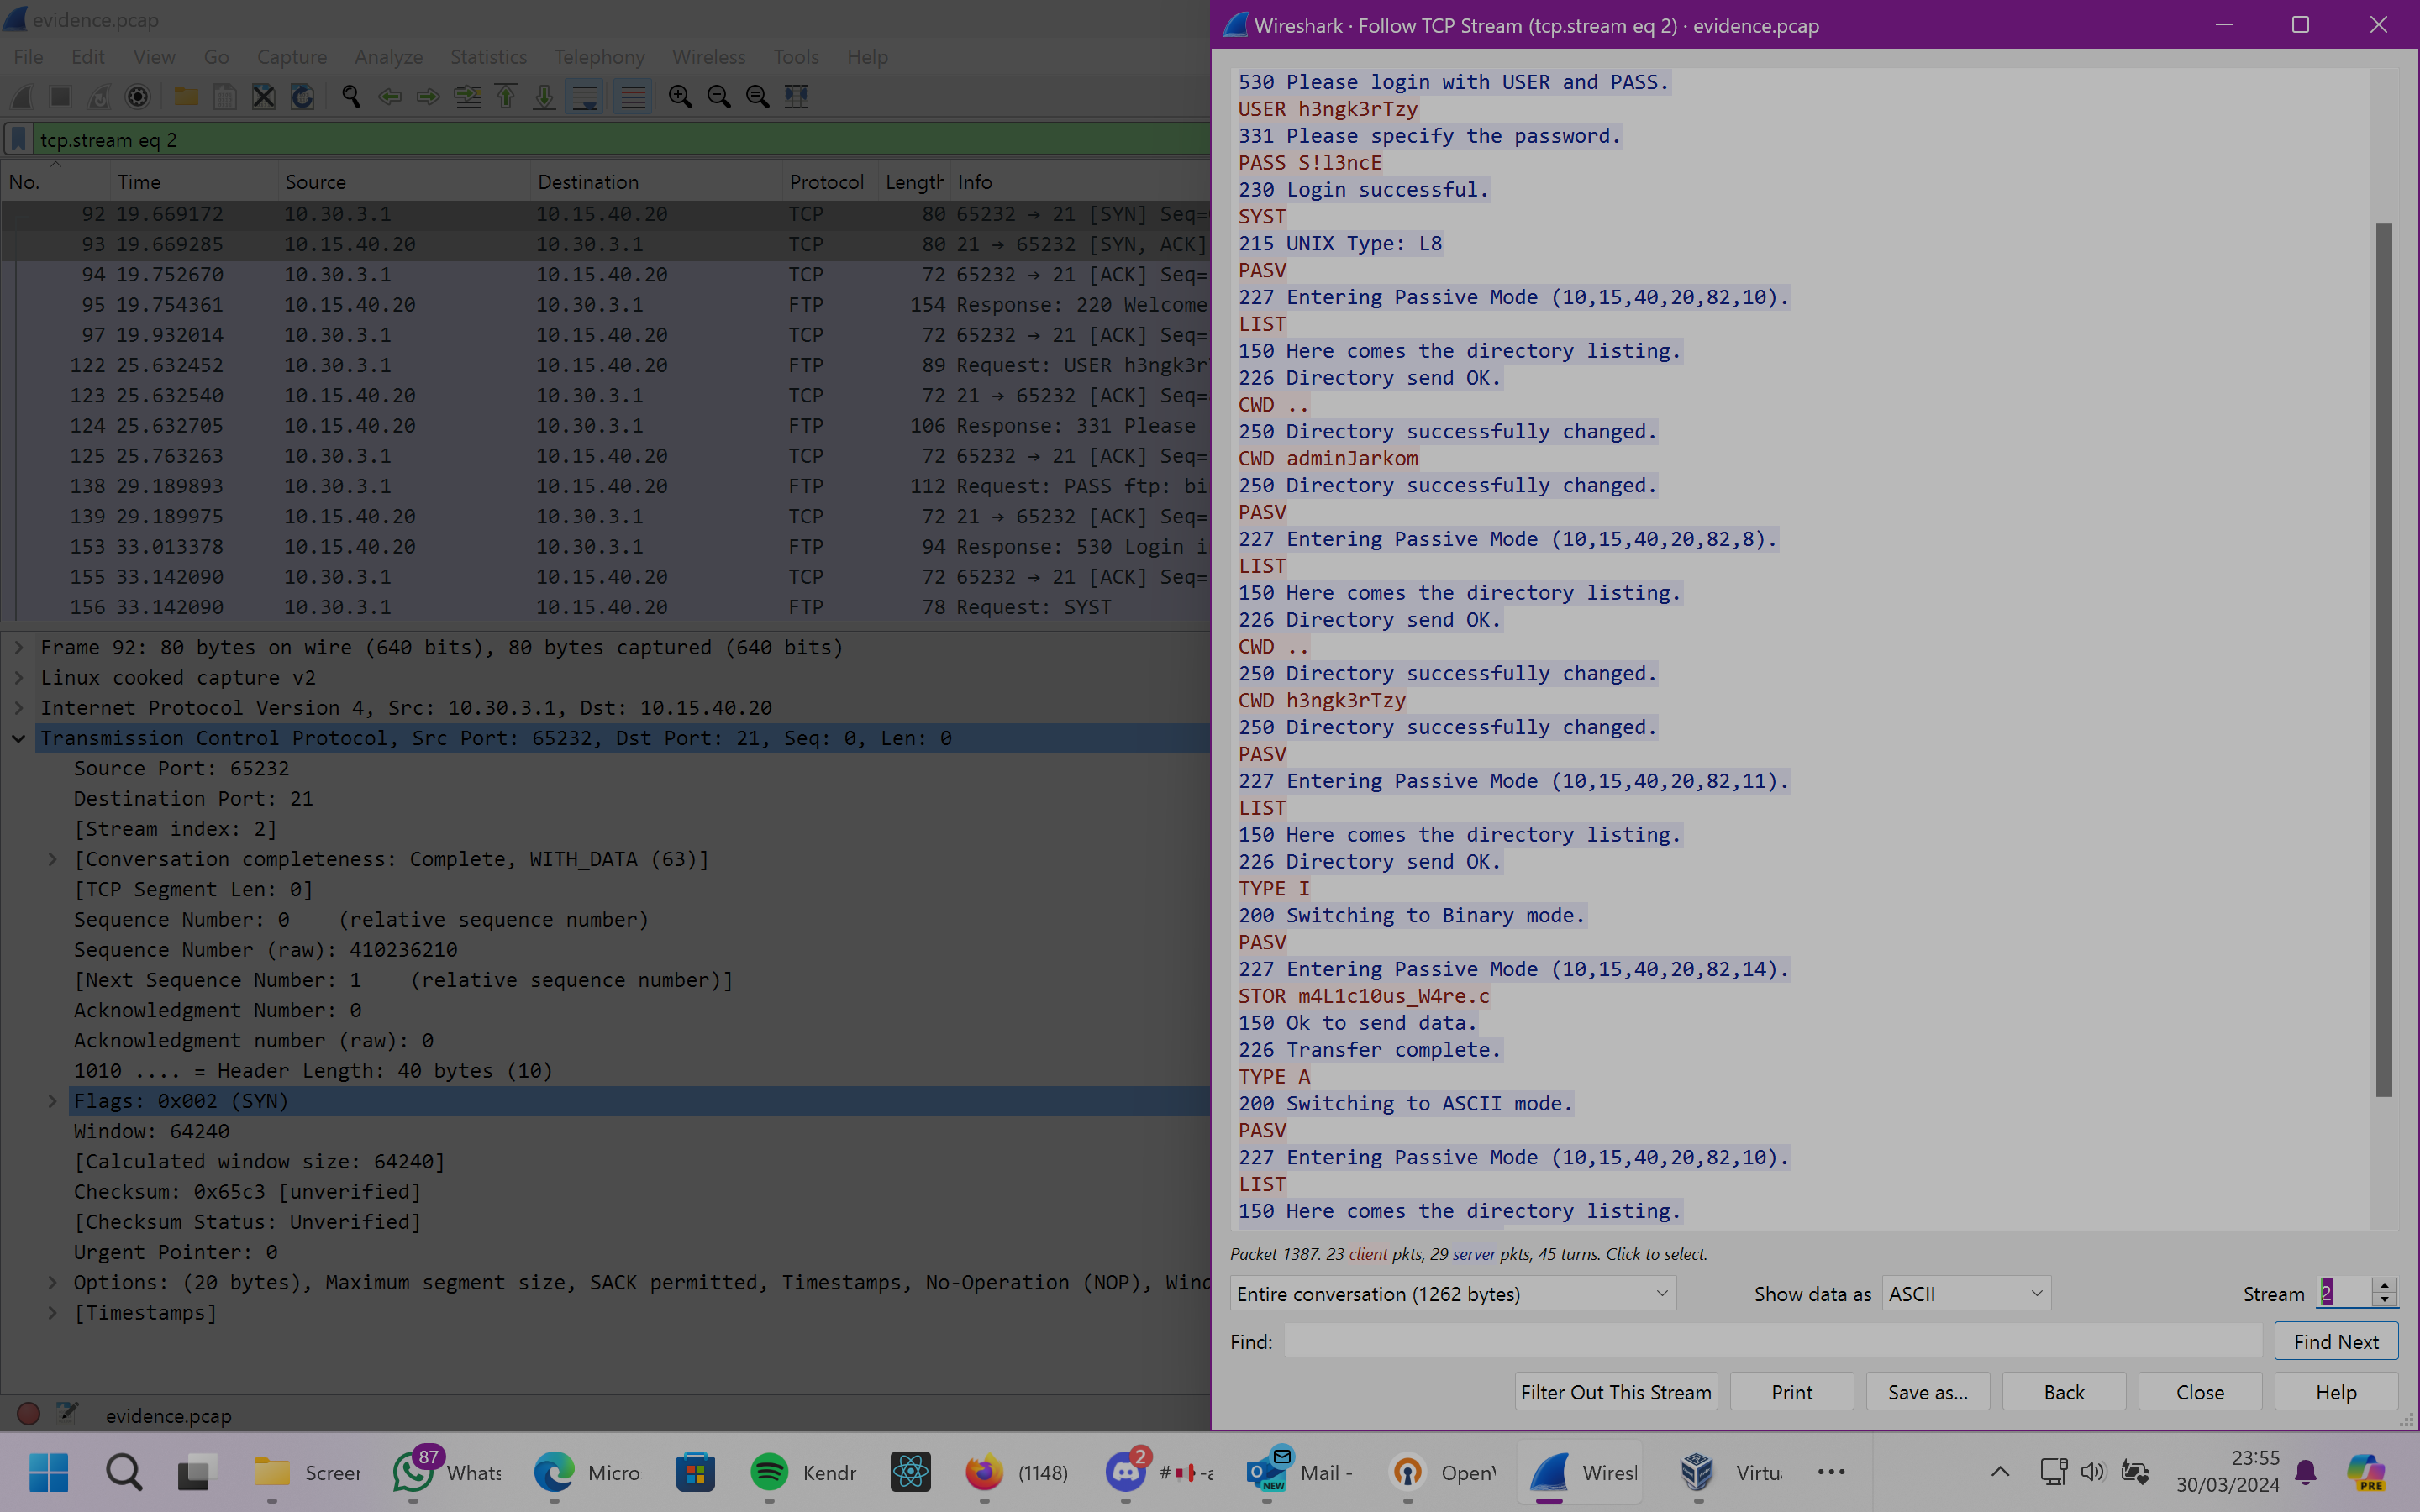 evidence.pcap
File Edit View Go Capture Analyze Statistics Telephony Wireless Tools Help
tcp.stream eq 2
No. Time Source Destination Protocol Length Info
92 19.669172 10.30.3.1 10.15.40.20 TCP 80 65232 → 21 [SYN] Seq=
93 19.669285 10.15.40.20 10.30.3.1 TCP 80 21 → 65232 [SYN, ACK]
94 19.752670 10.30.3.1 10.15.40.20 TCP 72 65232 → 21 [ACK] Seq=
95 19.754361 10.15.40.20 10.30.3.1 FTP 154 Response: 220 Welcome
97 19.932014 10.30.3.1 10.15.40.20 TCP 72 65232 → 21 [ACK] Seq=
122 25.632452 10.30.3.1 10.15.40.20 FTP 89 Request: USER h3ngk3r
123 25.632540 10.15.40.20 10.30.3.1 TCP 72 21 → 65232 [ACK] Seq=
124 25.632705 10.15.40.20 10.30.3.1 FTP 106 Response: 331 Please
125 25.763263 10.30.3.1 10.15.40.20 TCP 72 65232 → 21 [ACK] Seq=
138 29.189893 10.30.3.1 10.15.40.20 FTP 112 Request: PASS ftp: bi
139 29.189975 10.15.40.20 10.30.3.1 TCP 72 21 → 65232 [ACK] Seq=
153 33.013378 10.15.40.20 10.30.3.1 FTP 94 Response: 530 Login i
155 33.142090 10.30.3.1 10.15.40.20 TCP 72 65232 → 21 [ACK] Seq=
156 33.142090 10.30.3.1 10.15.40.20 FTP 78 Request: SYST
Frame 92: 80 bytes on wire (640 bits), 80 bytes captured (640 bits)
Linux cooked capture v2
Internet Protocol Version 4, Src: 10.30.3.1, Dst: 10.15.40.20
Transmission Control Protocol, Src Port: 65232, Dst Port: 21, Seq: 0, Len: 0
Source Port: 65232
Destination Port: 21
[Stream index: 2]
[Conversation completeness: Complete, WITH_DATA (63)]
[TCP Segment Len: 0]
Sequence Number: 0 (relative sequence number)
Sequence Number (raw): 410236210
[Next Sequence Number: 1 (relative sequence number)]
Acknowledgment Number: 0
Acknowledgment number (raw): 0
1010 .... = Header Length: 40 bytes (10)
Flags: 0x002 (SYN)
Window: 64240
[Calculated window size: 64240]
Checksum: 0x65c3 [unverified]
[Checksum Status: Unverified]
Urgent Pointer: 0
Options: (20 bytes), Maximum segment size, SACK permitted, Timestamps, No-Operation (NOP), Wind
[Timestamps]
evidence.pcap
Wireshark · Follow TCP Stream (tcp.stream eq 2) · evidence.pcap
530 Please login with USER and PASS.
USER h3ngk3rTzy
331 Please specify the password.
PASS S!l3ncE
230 Login successful.
SYST
215 UNIX Type: L8
PASV
227 Entering Passive Mode (10,15,40,20,82,10).
LIST
150 Here comes the directory listing.
226 Directory send OK.
CWD ..
250 Directory successfully changed.
CWD adminJarkom
250 Directory successfully changed.
PASV
227 Entering Passive Mode (10,15,40,20,82,8).
LIST
150 Here comes the directory listing.
226 Directory send OK.
CWD ..
250 Directory successfully changed.
CWD h3ngk3rTzy
250 Directory successfully changed.
PASV
227 Entering Passive Mode (10,15,40,20,82,11).
LIST
150 Here comes the directory listing.
226 Directory send OK.
TYPE I
200 Switching to Binary mode.
PASV
227 Entering Passive Mode (10,15,40,20,82,14).
STOR m4L1c10us_W4re.c
150 Ok to send data.
226 Transfer complete.
TYPE A
200 Switching to ASCII mode.
PASV
227 Entering Passive Mode (10,15,40,20,82,10).
LIST
150 Here comes the directory listing.
Packet 1387. 23 client pkts, 29 server pkts, 45 turns. Click to select.
Entire conversation (1262 bytes) Show data as ASCII Stream 2
Find: Find Next
Filter Out This Stream Print Save as... Back Close Help
Screer 87 Whats Micro Kendr (1148) 2 # -a NEW Mail - OpenV Wiresl Virtu 23:55 PRE
30/03/2024